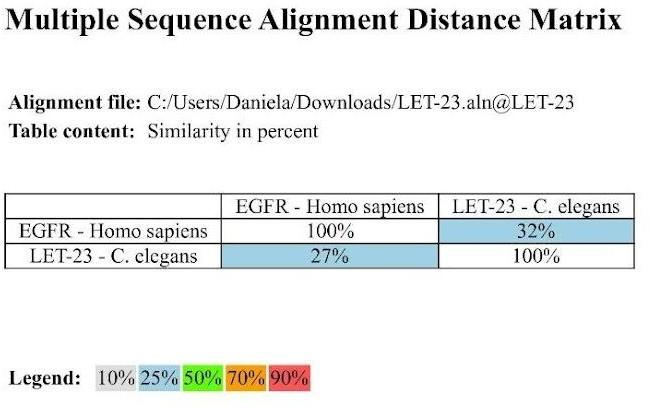 Multiple Sequence Alignment Distance Matrix
Alignment file: C:/Users/Daniela/Downloads/LET-23.aln@LET-23
Table content: Similarity in percent
EGFR - Homo sapiens LET-23 - C. elegans
EGFR - Homo sapiens 100% 32%
LET-23 - C. elegans 27% 100%
Legend: 10% 25% 50% 70% 90%